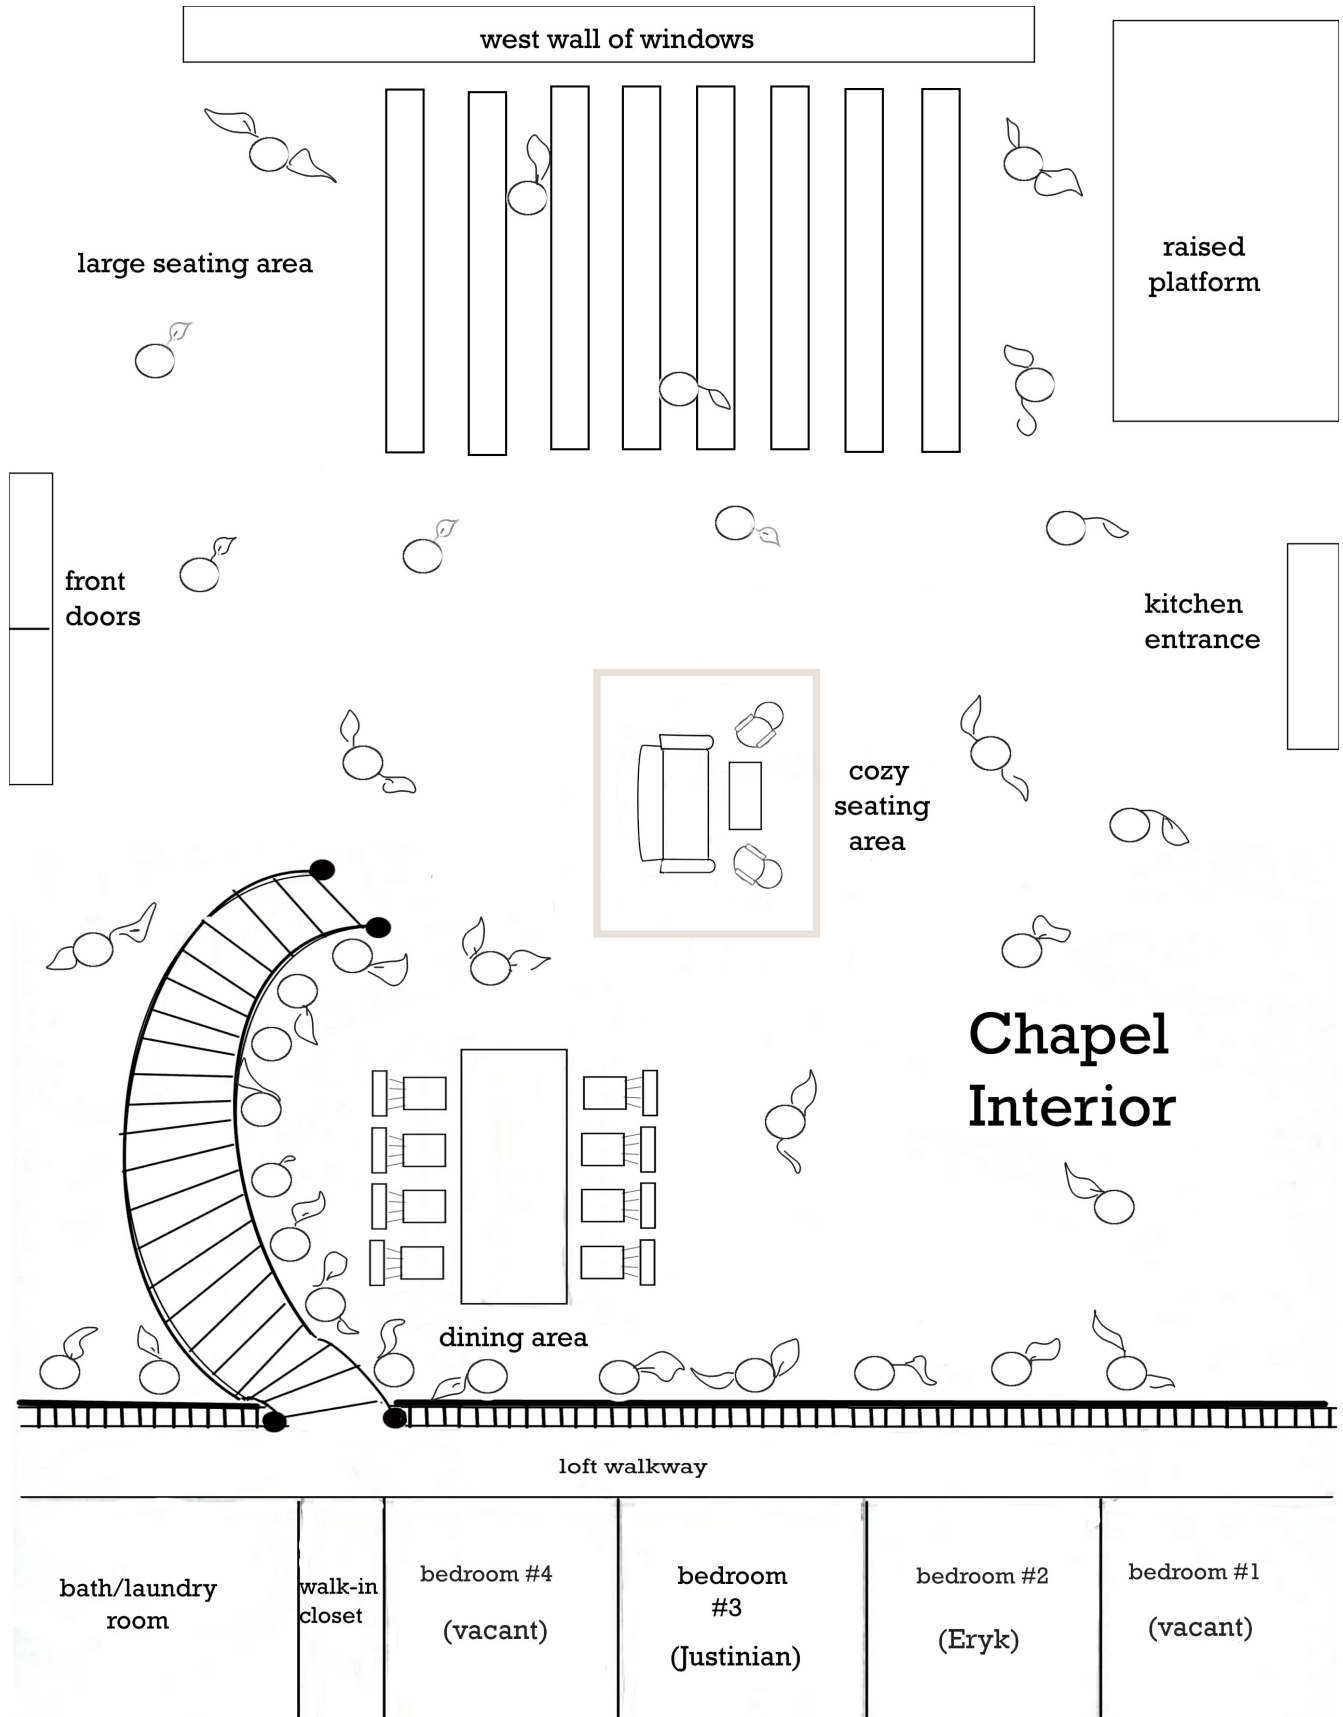 west wall of windows
raised
platform
large seating area
front
doors
kitchen
entrance
cozy
seating
area
Chapel
Interior
dining area
loft walkway
bath/laundry
room
walk-in
closet
bedroom #4
(vacant)
bedroom
#3
(Justinian)
bedroom #2
(Eryk)
bedroom #1
(vacant)